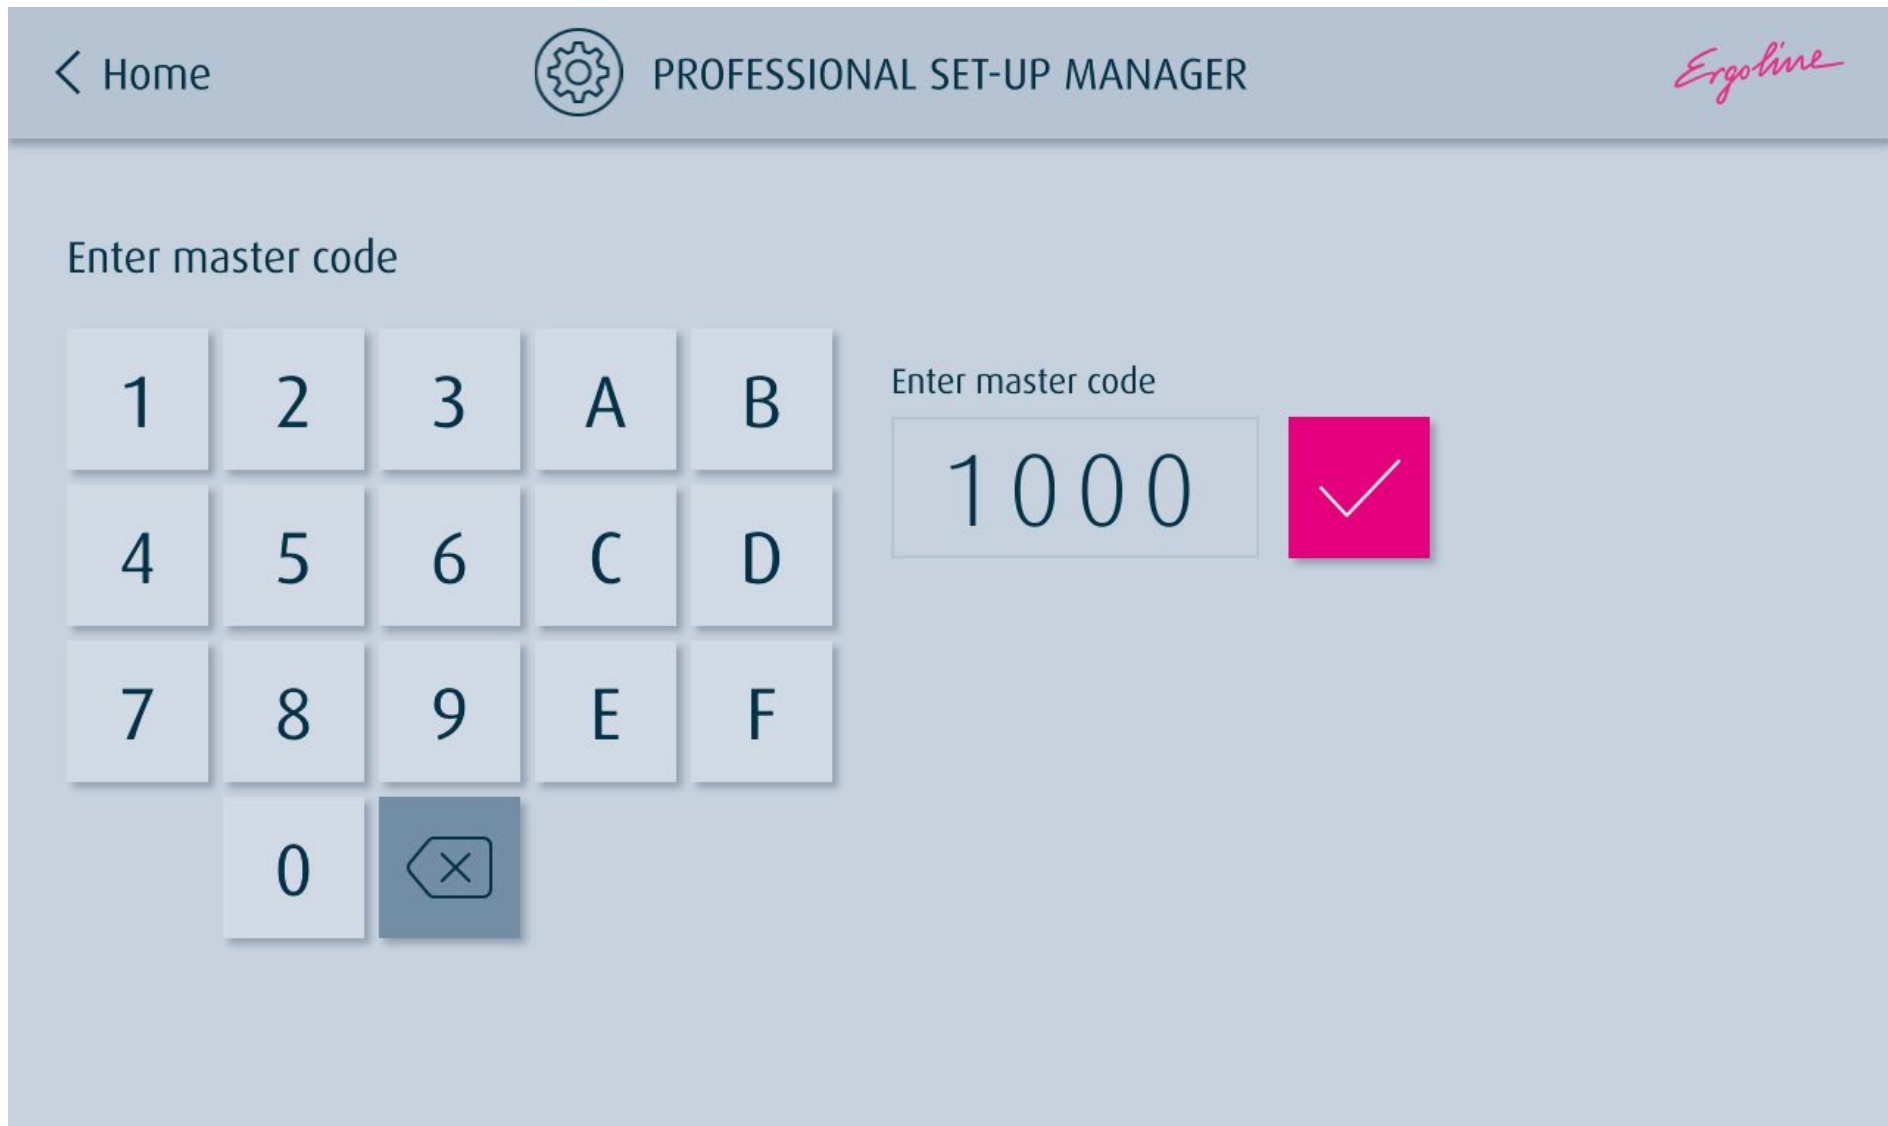 Home
PROFESSIONAL SET-UP MANAGER
Ergoline
Enter master code
1 2 3 A B
4 5 6 C D
7 8 9 E F
0
Enter master code
1000